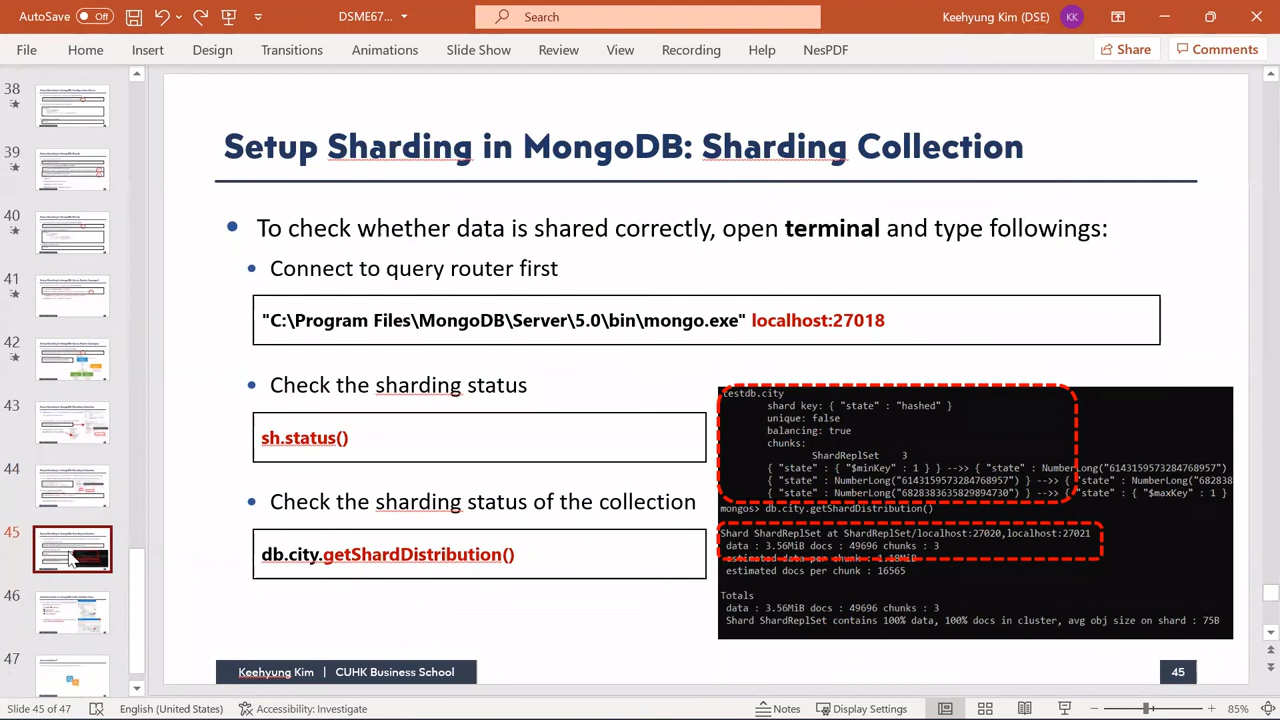 AutoSave Off DSME67... Search Keehyung Kim (DSE) KK
File Home Insert Design Transitions Animations Slide Show Review View Recording Help NesPDF Share Comments
38
39
40
41
44
46
47
Setup Sharding in MongoDB: Sharding Collection
To check whether data is shared correctly, open terminal and type followings:
Connect to query router first
"C:\Program Files\MongoDB\Server\5.0\bin\mongo.exe" localhost:27018
Check the sharding status
sh.status()
Check the sharding status of the collection
db.city.getShardDistribution()
testdb.city
shard key: { "state" : "hashed" }
unique: false
balancing: true
chunks:
ShardReplSet 3
{ "state" : { "$minKey" : 1 } } -->> { "state" : NumberLong("6143159573284768957")
{ "state" : NumberLong("6143159573284768957") } -->> { "state" : NumberLong("682838
{ "state" : NumberLong("6828383635829894730") } -->> { "state" : { "$maxKey" : 1 }
mongos> db.city.getShardDistribution()
Shard ShardReplSet at ShardReplSet/localhost:27020,localhost:27021
data : 3.56MiB docs : 49696 chunks : 3
estimated data per chunk : 1.18MiB
estimated docs per chunk : 16565
Totals
data : 3.56MiB docs : 49696 chunks : 3
Shard ShardReplSet contains 100% data, 100% docs in cluster, avg obj size on shard : 75B
Keehyung Kim | CUHK Business School 45
Slide 45 of 47 English (United States) Accessibility: Investigate Notes Display Settings 85%